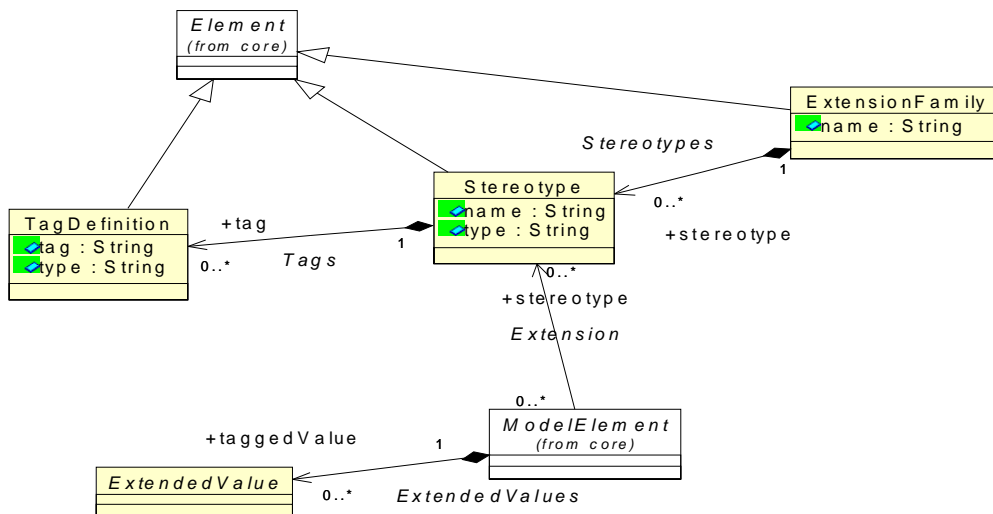 Element
(from core)
ExtensionFamily
name : String
Stereotypes
1
Stereotype
name : String
type : String
0..*
+stereotype
TagDefinition
tag : String
type : String
+tag
1
0..*
Tags
0..*
+stereotype
Extension
0..*
ModelElement
(from core)
+taggedValue
1
ExtendedValue
0..*
ExtendedValues